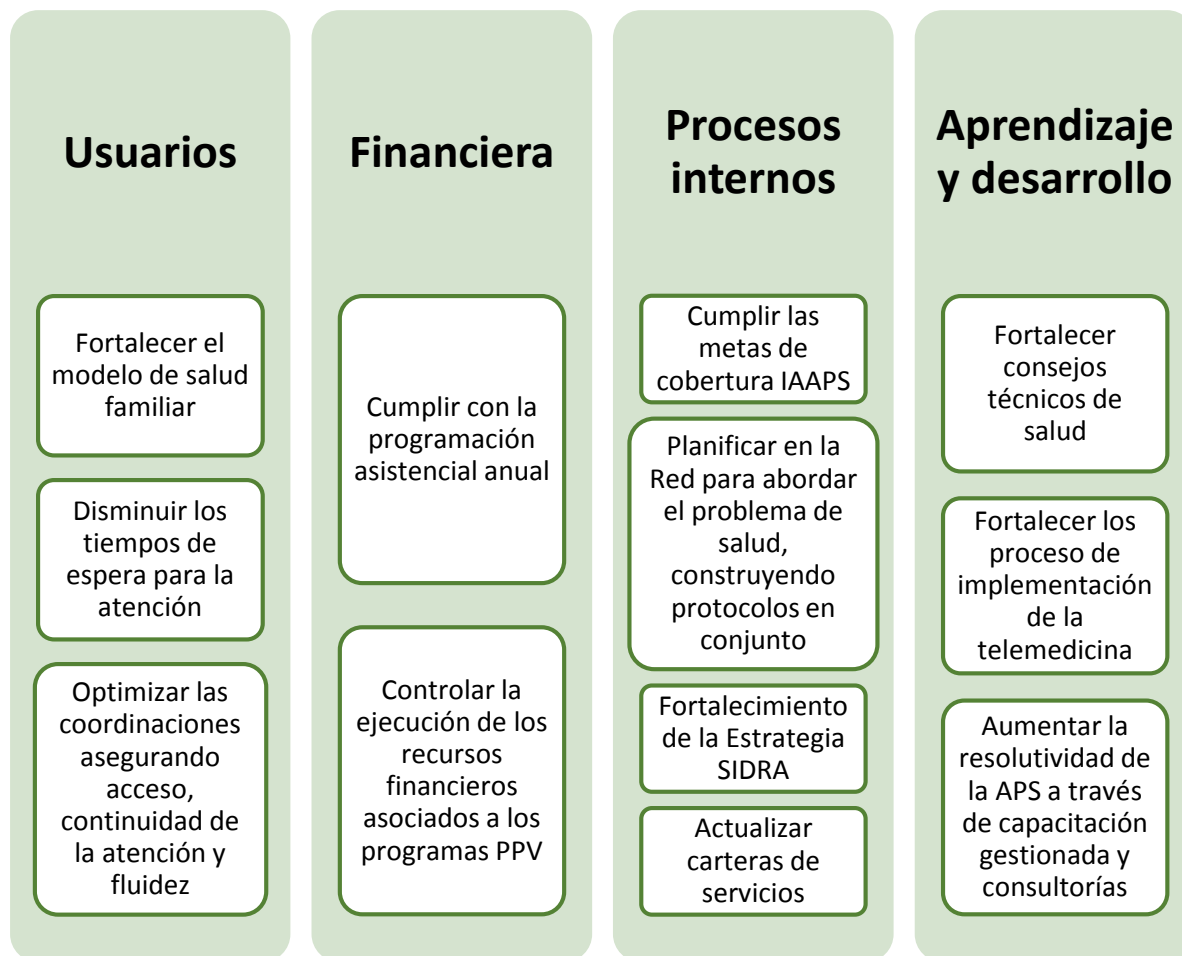 Usuarios
Fortalecer el
modelo de salud
familiar
Disminuir los
tiempos de
espera para la
atención
Optimizar las
coordinaciones
asegurando
acceso,
continuidad de
la atención y
fluidez
Financiera
Cumplir con la
programación
asistencial anual
Controlar la
ejecución de los
recursos
financieros
asociados a los
programas PPV
Procesos
internos
Cumplir las
metas de
cobertura IAAPS
Planificar en la
Red para abordar
el problema de
salud,
construyendo
protocolos en
conjunto
Fortalecimiento
de la Estrategia
SIDRA
Actualizar
carteras de
servicios
Aprendizaje
y desarrollo
Fortalecer
consejos
técnicos de
salud
Fortalecer los
proceso de
implementación
de la
telemedicina
Aumentar la
resolutividad de
la APS a través
de capacitación
gestionada y
consultorías